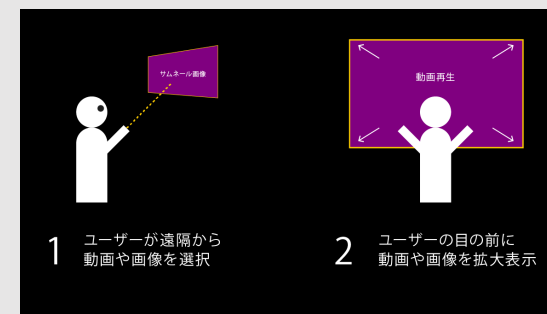 サムネール画像
動画再生
1 ユーザーが遠隔から
動画や画像を選択
2 ユーザーの目の前に
動画や画像を拡大表示